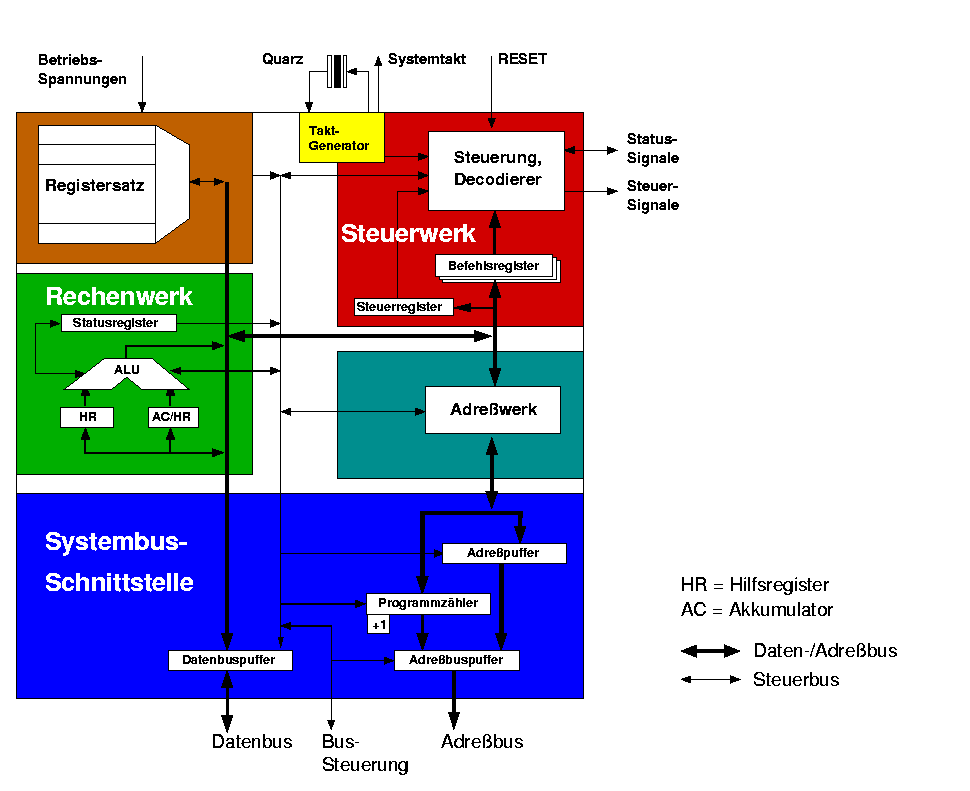 Betriebs-
Spannungen
Quarz
Systemtakt
RESET
Takt-
Generator
Registersatz
Steuerung,
Decodierer
Status-
Signale
Steuer-
Signale
Steuerwerk
Befehlsregister
Steuerregister
Rechenwerk
Statusregister
ALU
HR
AC/HR
Adreßwerk
Systembus-
Schnittstelle
Adreßpuffer
Programmzähler
+1
Datenbuspuffer
Adreßbuspuffer
HR = Hilfsregister
AC = Akkumulator
Daten-/Adreßbus
Steuerbus
Datenbus
Bus-
Steuerung
Adreßbus